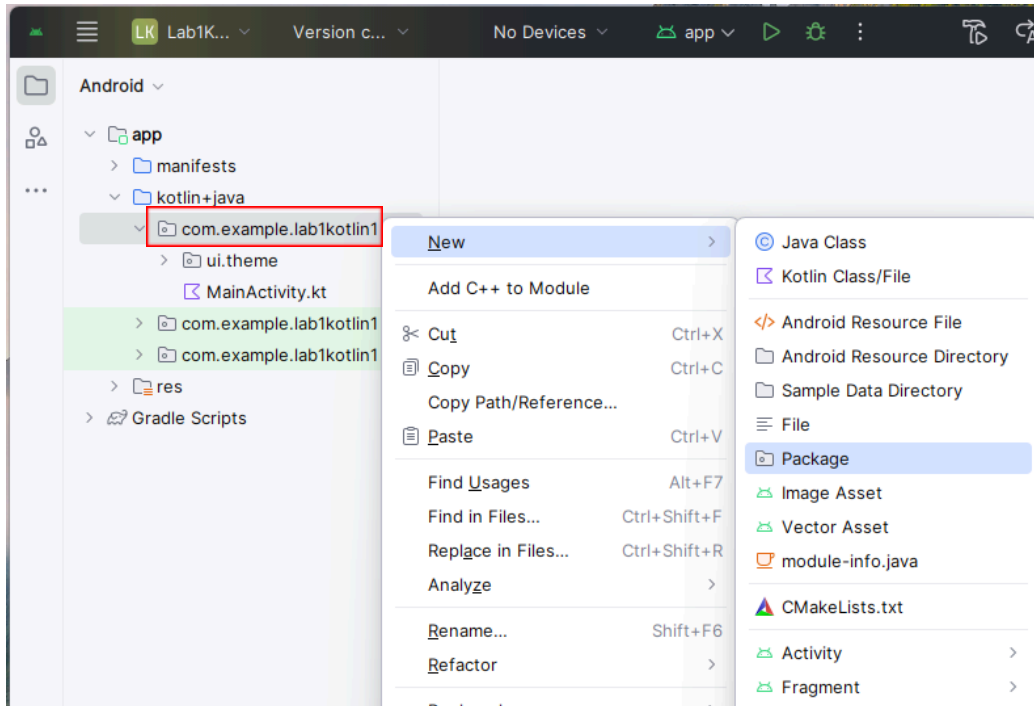 LK Lab1K... Version c... No Devices app
Android
app
manifests
kotlin+java
com.example.lab1kotlin1
ui.theme
MainActivity.kt
com.example.lab1kotlin1
com.example.lab1kotlin1
res
Gradle Scripts
New
Add C++ to Module
Cut Ctrl+X
Copy Ctrl+C
Copy Path/Reference...
Paste Ctrl+V
Find Usages Alt+F7
Find in Files... Ctrl+Shift+F
Replace in Files... Ctrl+Shift+R
Analyze
Rename... Shift+F6
Refactor
Java Class
Kotlin Class/File
Android Resource File
Android Resource Directory
Sample Data Directory
File
Package
Image Asset
Vector Asset
module-info.java
CMakeLists.txt
Activity
Fragment